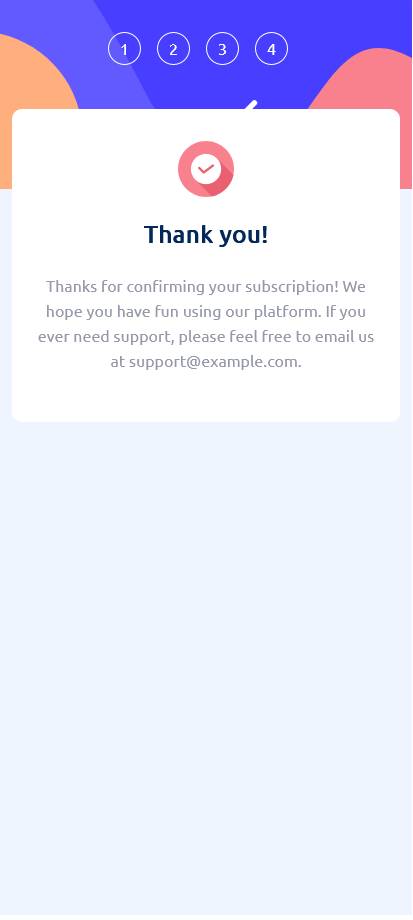 1 2 3 4
Thank you!
Thanks for confirming your subscription! We
hope you have fun using our platform. If you
ever need support, please feel free to email us
at support@example.com.